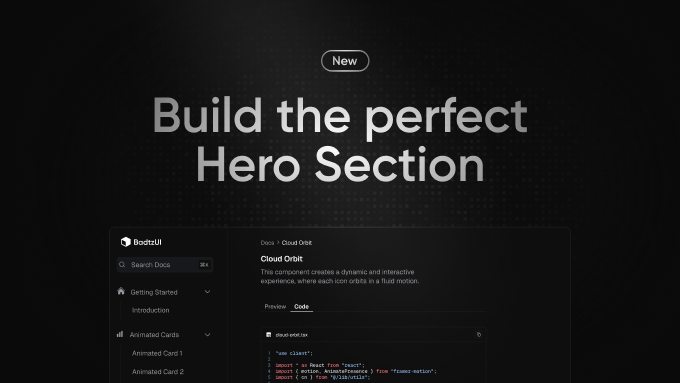 New
Build the perfect
Hero Section
BadtzUI
Search Docs
⌘K
Getting Started
Introduction
Animated Cards
Animated Card 1
Animated Card 2
Docs > Cloud Orbit
Cloud Orbit
This component creates a dynamic and interactive
experience, where each icon orbits in a fluid motion.
Preview Code
cloud-orbit.tsx
1 "use client";
2
3 import * as React from "react";
4 import { motion, AnimatePresence } from "framer-motion";
5 import { cn } from "@/lib/utils";